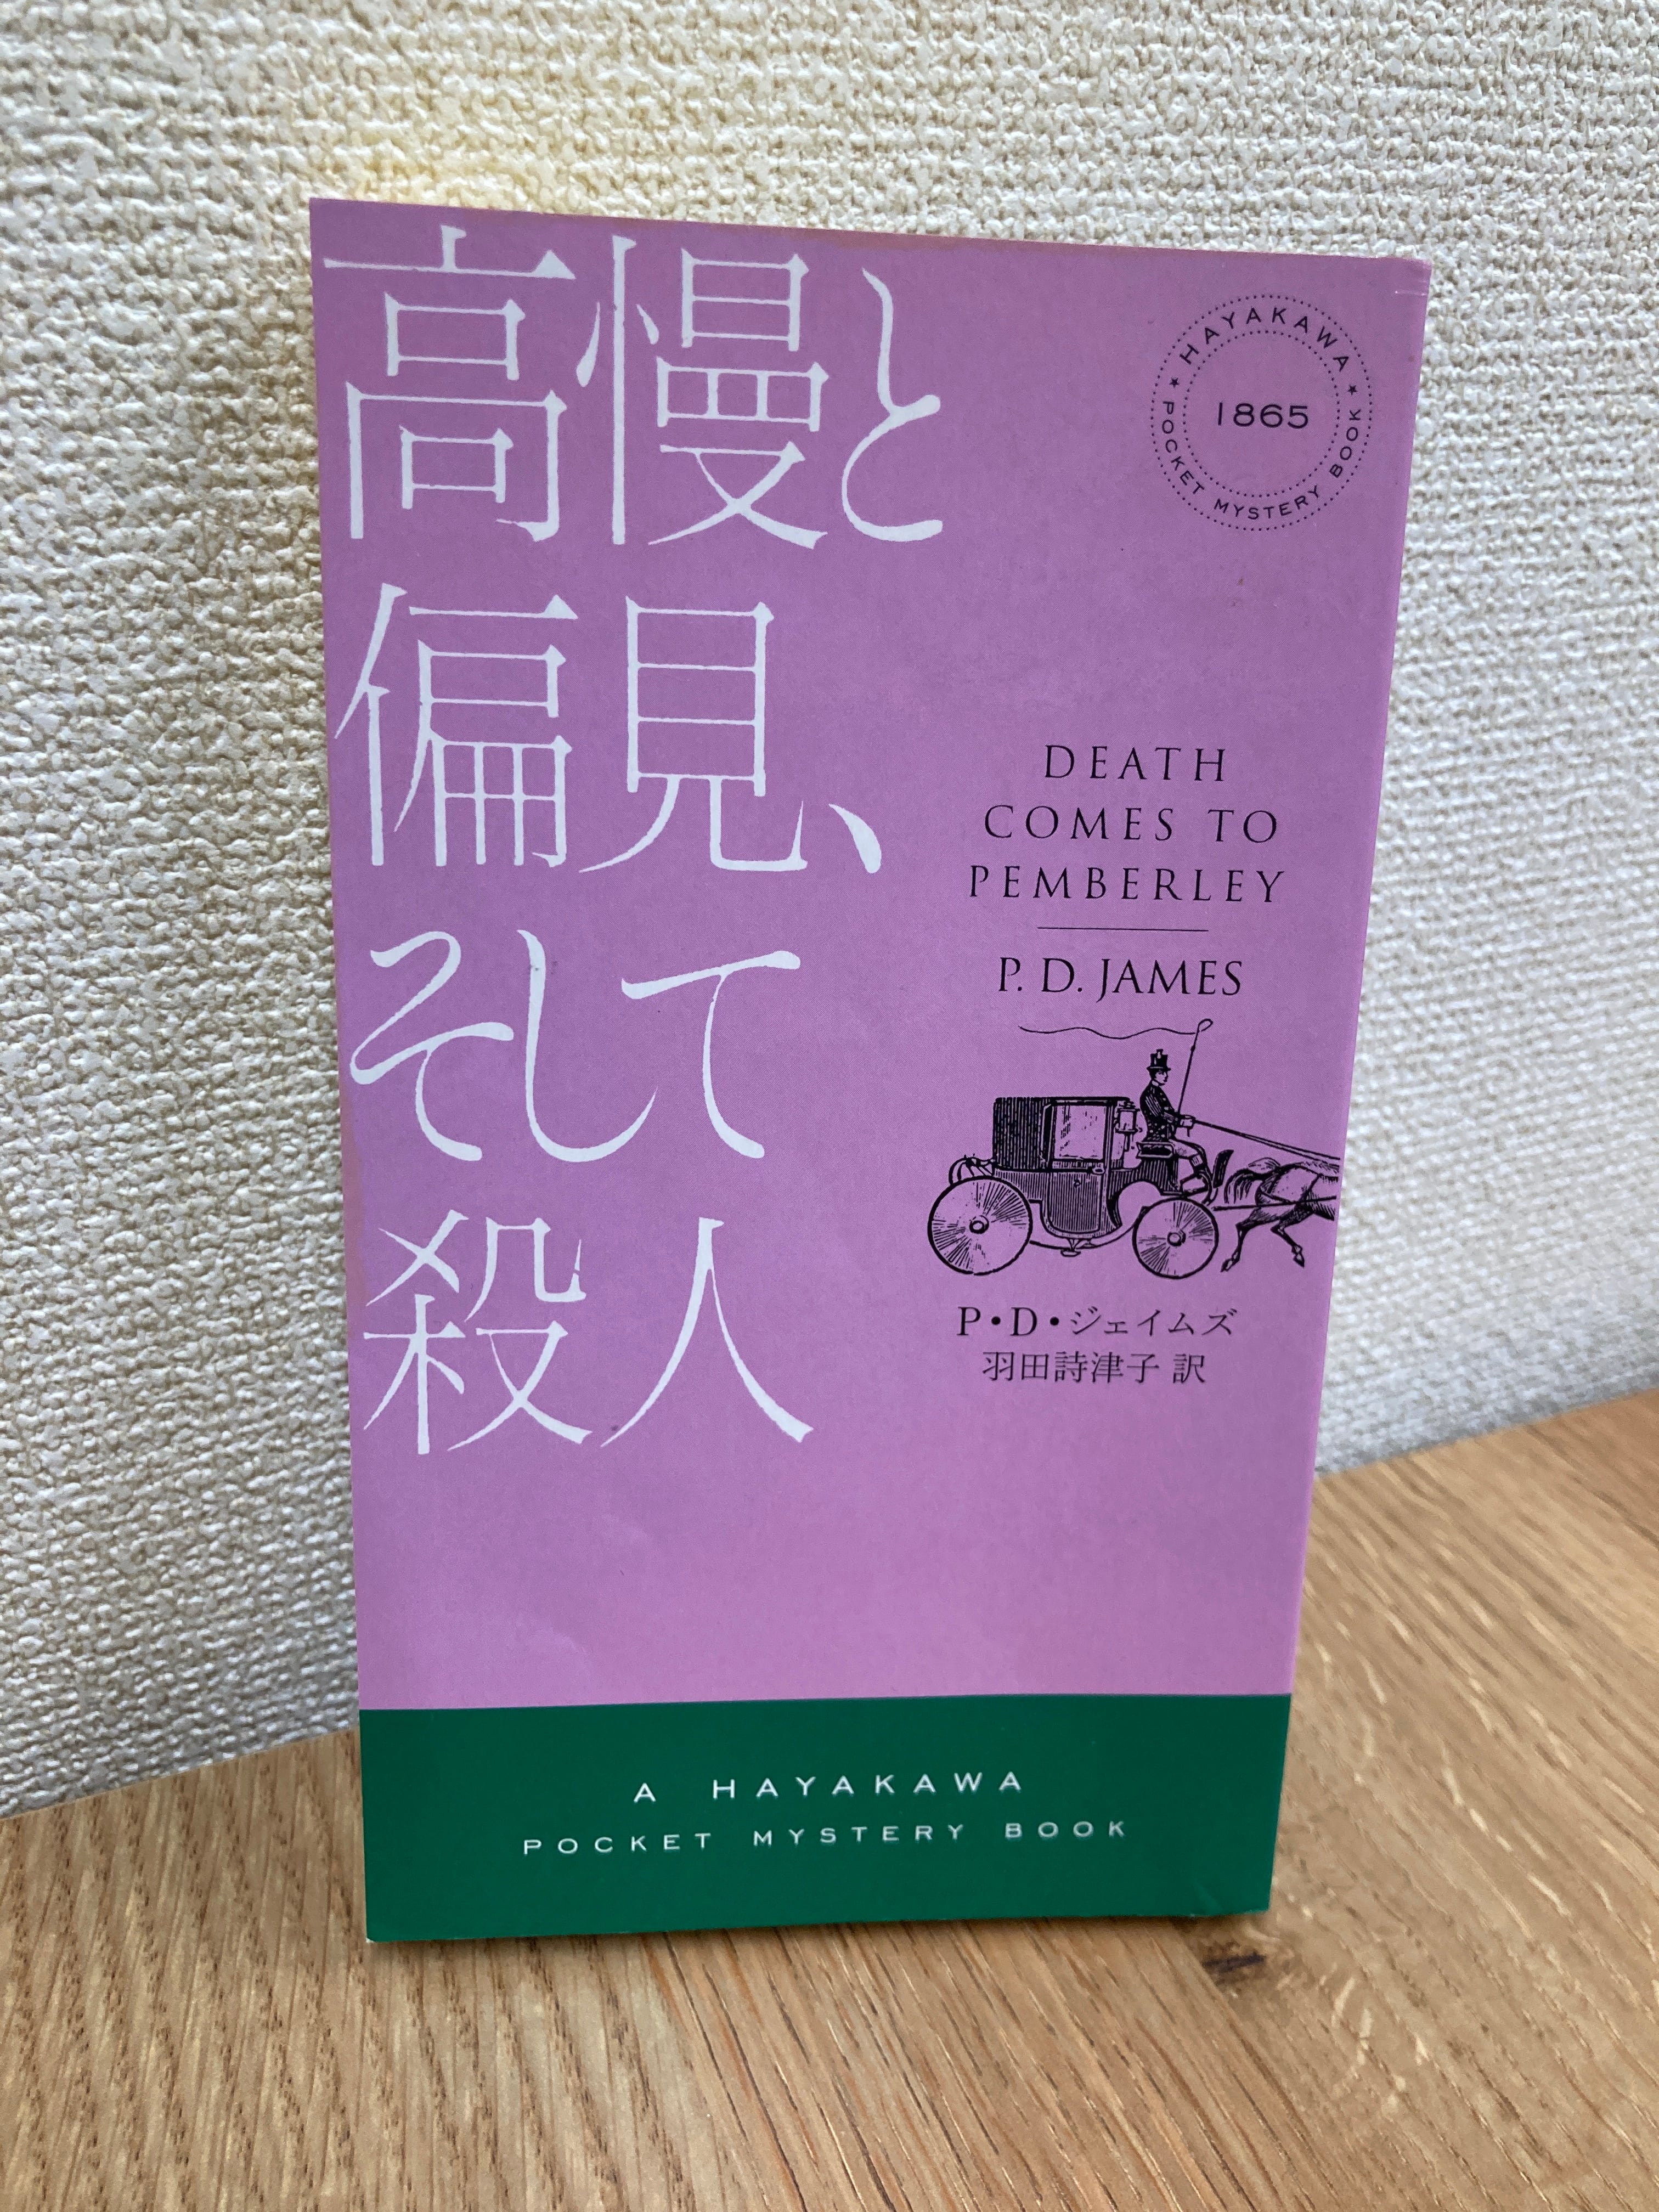 高慢と
偏見、
そして
殺人
HAYAKAWA
1865
★ POCKET MYSTERY BOOK ★
DEATH
COMES TO
PEMBERLEY
P. D. JAMES
P・D・ジェイムズ
羽田詩津子 訳
A HAYAKAWA
POCKET MYSTERY BOOK